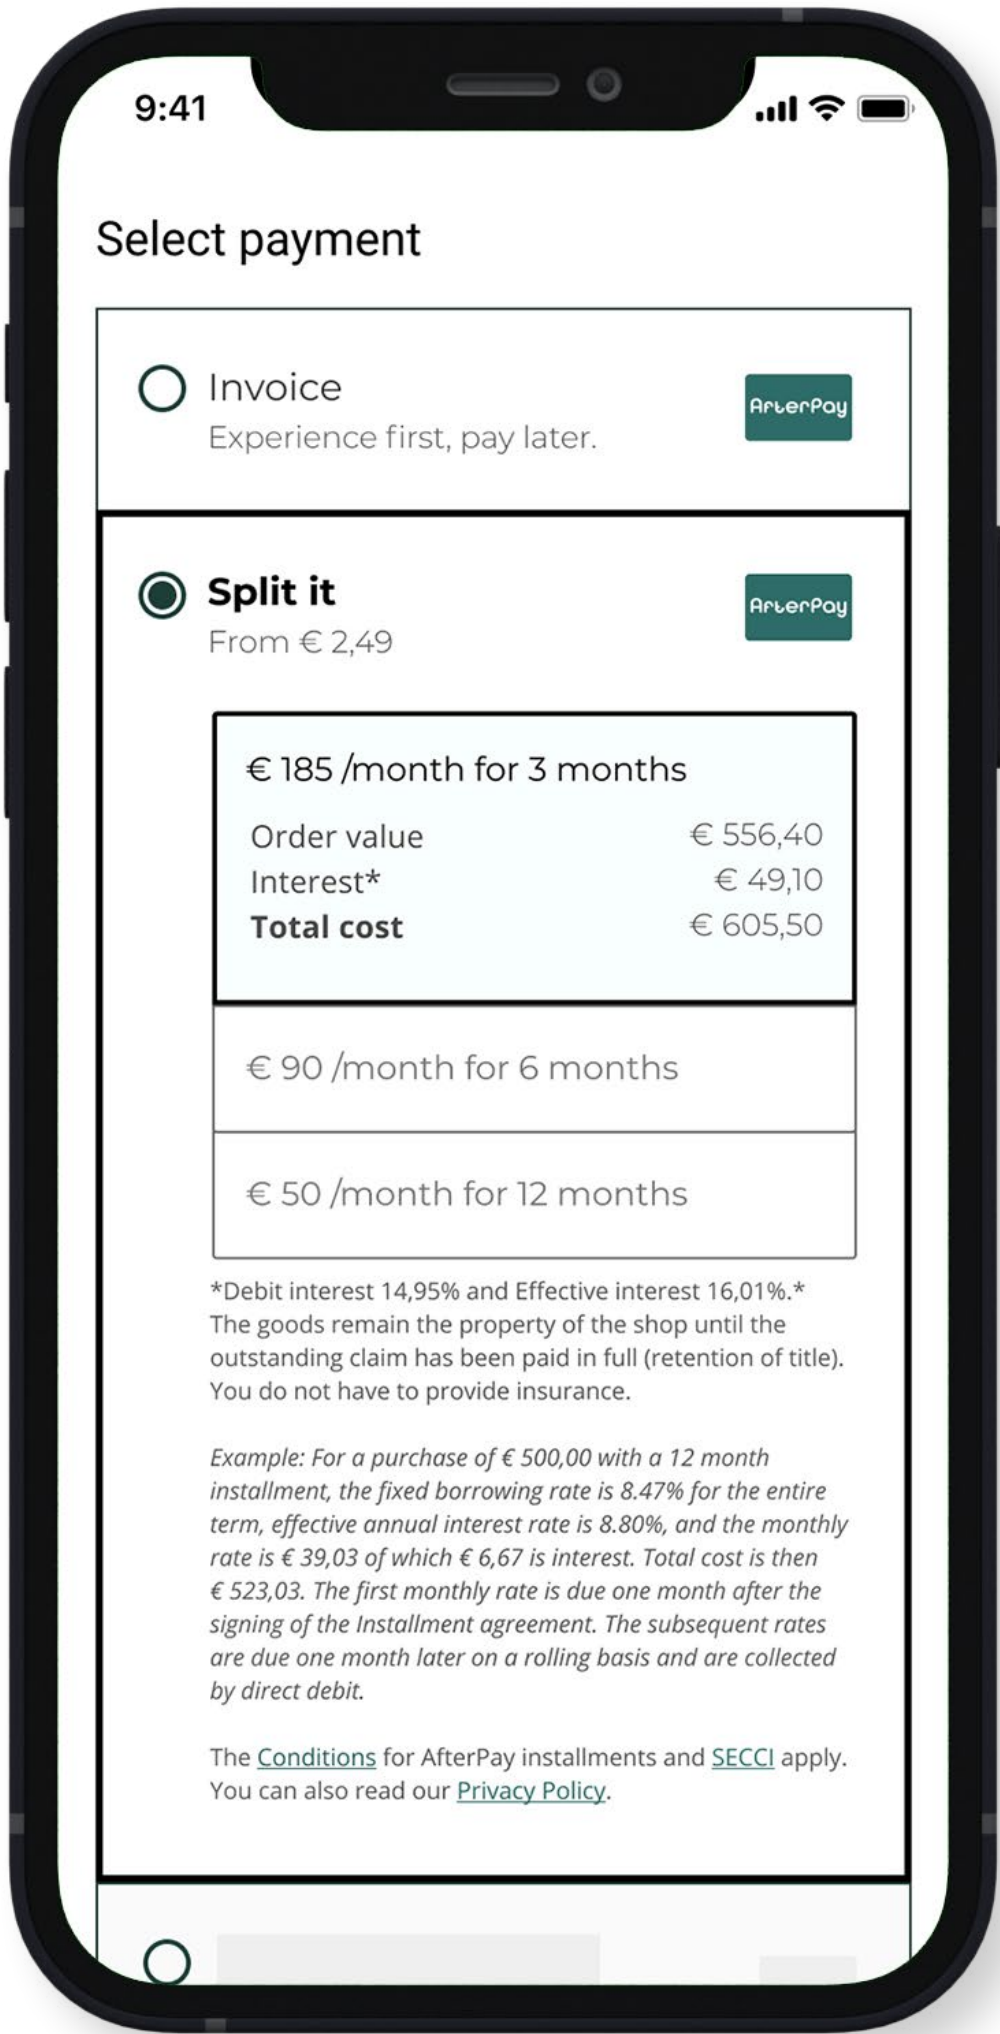 9:41
Select payment
Invoice
AfterPay
Experience first, pay later.
Split it
AfterPay
From € 2,49
€ 185 /month for 3 months
Order value € 556,40
Interest* € 49,10
Total cost € 605,50
€ 90 /month for 6 months
€ 50 /month for 12 months
*Debit interest 14,95% and Effective interest 16,01%.*
The goods remain the property of the shop until the
outstanding claim has been paid in full (retention of title).
You do not have to provide insurance.
Example: For a purchase of € 500,00 with a 12 month
installment, the fixed borrowing rate is 8.47% for the entire
term, effective annual interest rate is 8.80%, and the monthly
rate is € 39,03 of which € 6,67 is interest. Total cost is then
€ 523,03. The first monthly rate is due one month after the
signing of the Installment agreement. The subsequent rates
are due one month later on a rolling basis and are collected
by direct debit.
The Conditions for AfterPay installments and SECCI apply.
You can also read our Privacy Policy.